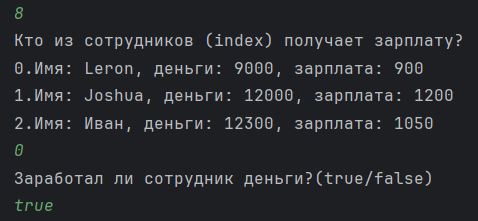 8
Кто из сотрудников (index) получает зарплату?
0.Имя: Leron, деньги: 9000, зарплата: 900
1.Имя: Joshua, деньги: 12000, зарплата: 1200
2.Имя: Иван, деньги: 12300, зарплата: 1050
0
Заработал ли сотрудник деньги?(true/false)
true